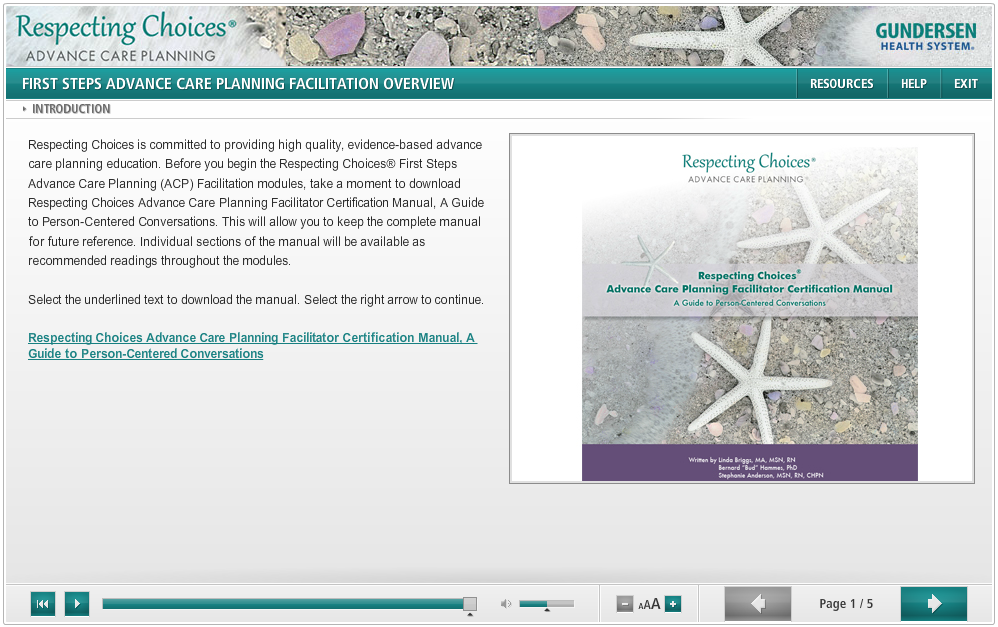 Respecting Choices®
ADVANCE CARE PLANNING
GUNDERSEN
HEALTH SYSTEM®
FIRST STEPS ADVANCE CARE PLANNING FACILITATION OVERVIEW
RESOURCES
HELP
EXIT
INTRODUCTION
Respecting Choices is committed to providing high quality, evidence-based advance
care planning education. Before you begin the Respecting Choices® First Steps
Advance Care Planning (ACP) Facilitation modules, take a moment to download
Respecting Choices Advance Care Planning Facilitator Certification Manual, A Guide
to Person-Centered Conversations. This will allow you to keep the complete manual
for future reference. Individual sections of the manual will be available as
recommended readings throughout the modules.
Select the underlined text to download the manual. Select the right arrow to continue.
Respecting Choices Advance Care Planning Facilitator Certification Manual, A
Guide to Person-Centered Conversations
Respecting Choices®
ADVANCE CARE PLANNING
Respecting Choices®
Advance Care Planning Facilitator Certification Manual
A Guide to Person-Centered Conversations
Written by Linda Briggs, MA, MSN, RN
Bernard "Bud" Hammes, PhD
Stephanie Anderson, MSN, RN, CHPN
AAA
Page 1 / 5